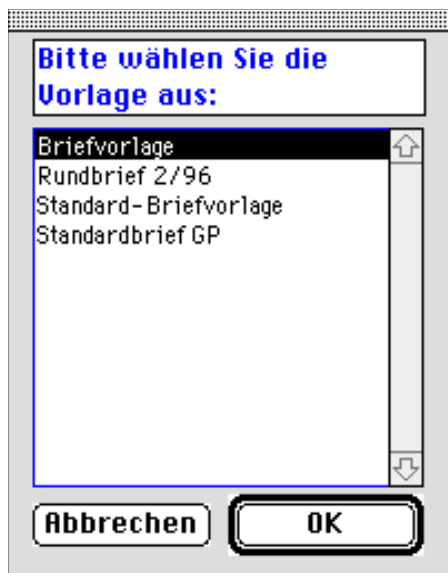 Bitte wählen Sie die
Vorlage aus:
Briefvorlage
Rundbrief 2/96
Standard-Briefvorlage
Standardbrief GP
Abbrechen
OK